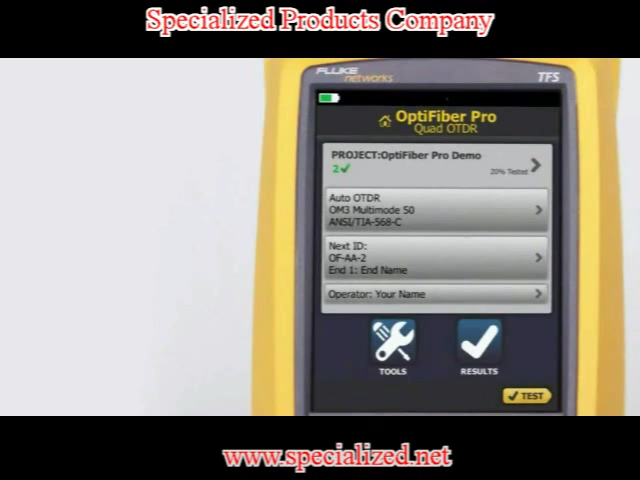 Specialized Products Company
FLUKE
networks
TFS
OptiFiber Pro
Quad OTDR
PROJECT:OptiFiber Pro Demo
2✓
20% Tested
Auto OTDR
OM3 Multimode 50
ANSI/TIA-568-C
Next ID:
OF-AA-2
End 1: End Name
Operator: Your Name
TOOLS
RESULTS
TEST
www.specialized.net